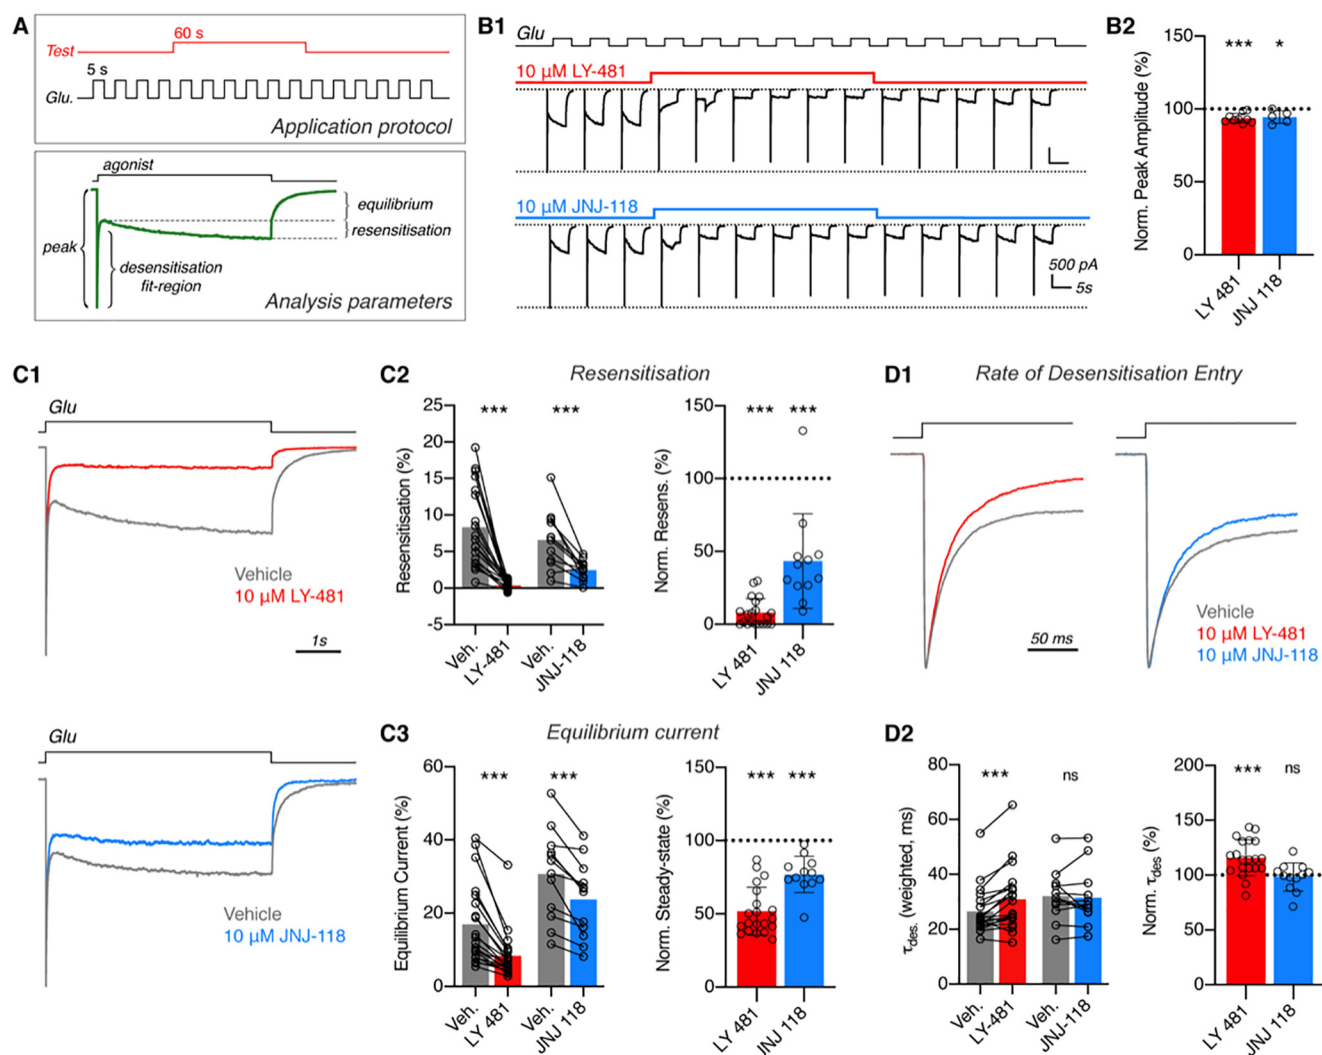 A
Test
60 s
5 s
Glu.
Application protocol
agonist
peak
equilibrium
resensitisation
desensitisation
fit-region
Analysis parameters
B1
Glu
10 µM LY-481
10 µM JNJ-118
500 pA
5s
B2
Norm. Peak Amplitude (%)
150
100
50
0
***
*
LY 481
JNJ 118
C1
Glu
Vehicle
10 µM LY-481
1s
Glu
Vehicle
10 µM JNJ-118
C2
Resensitisation
Resensitisation (%)
25
20
15
10
5
0
-5
***
***
Veh.
LY-481
Veh.
JNJ-118
Norm. Resens. (%)
150
100
50
0
***
***
LY 481
JNJ 118
C3
Equilibrium current
Equilibrium Current (%)
60
40
20
0
***
***
Veh.
LY 481
Veh.
JNJ 118
Norm. Steady-state (%)
150
100
50
0
***
***
LY 481
JNJ 118
D1
Rate of Desensitisation Entry
50 ms
Vehicle
10 µM LY-481
10 µM JNJ-118
D2
τdes. (weighted, ms)
80
60
40
20
0
***
ns
Veh.
LY-481
Veh.
JNJ-118
Norm. τdes (%)
200
150
100
50
0
***
ns
LY 481
JNJ 118